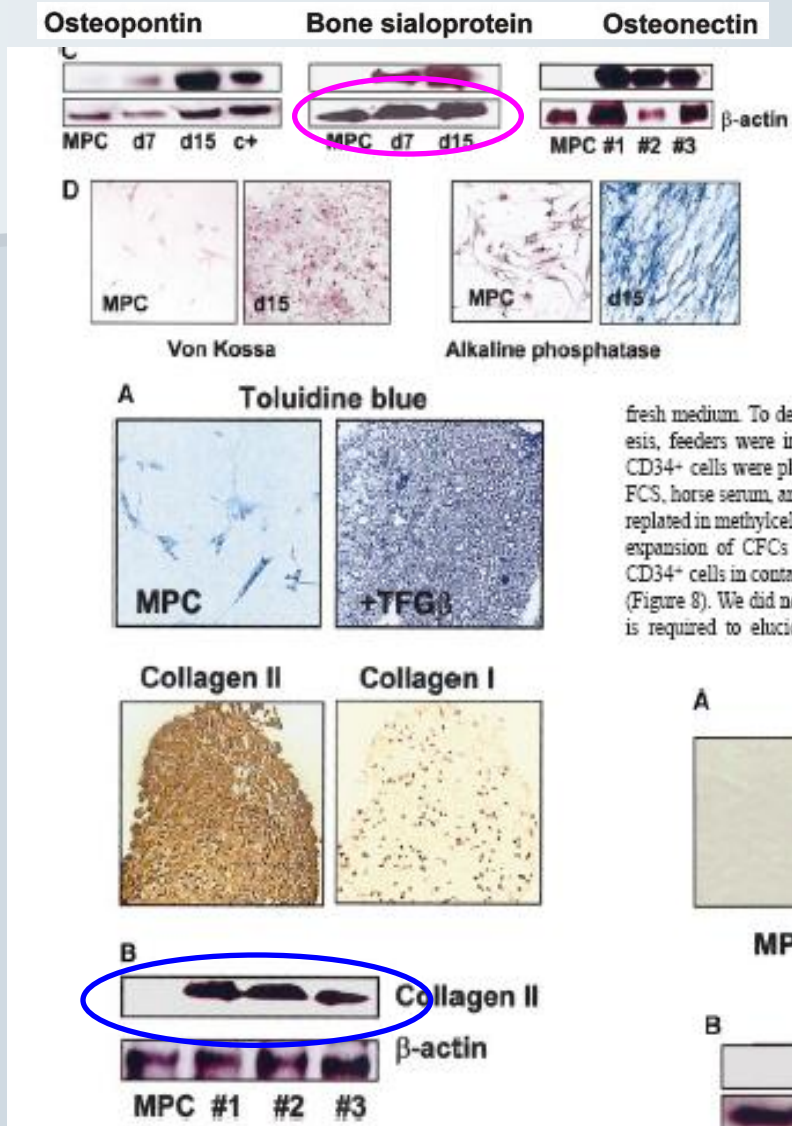 Osteopontin Bone sialoprotein Osteonectin
β-actin
MPC d7 d15 c+ MPC d7 d15 MPC #1 #2 #3
D
MPC d15 MPC d15
Von Kossa Alkaline phosphatase
A Toluidine blue
MPC +TFGβ
Collagen II Collagen I
B
Collagen II
β-actin
MPC #1 #2 #3
fresh medium. To de
esis, feeders were in
CD34+ cells were pl
FCS, horse serum, an
replated in methylcel
expansion of CFCs
CD34+ cells in conta
(Figure 8). We did n
is required to elucid
A
MP
B